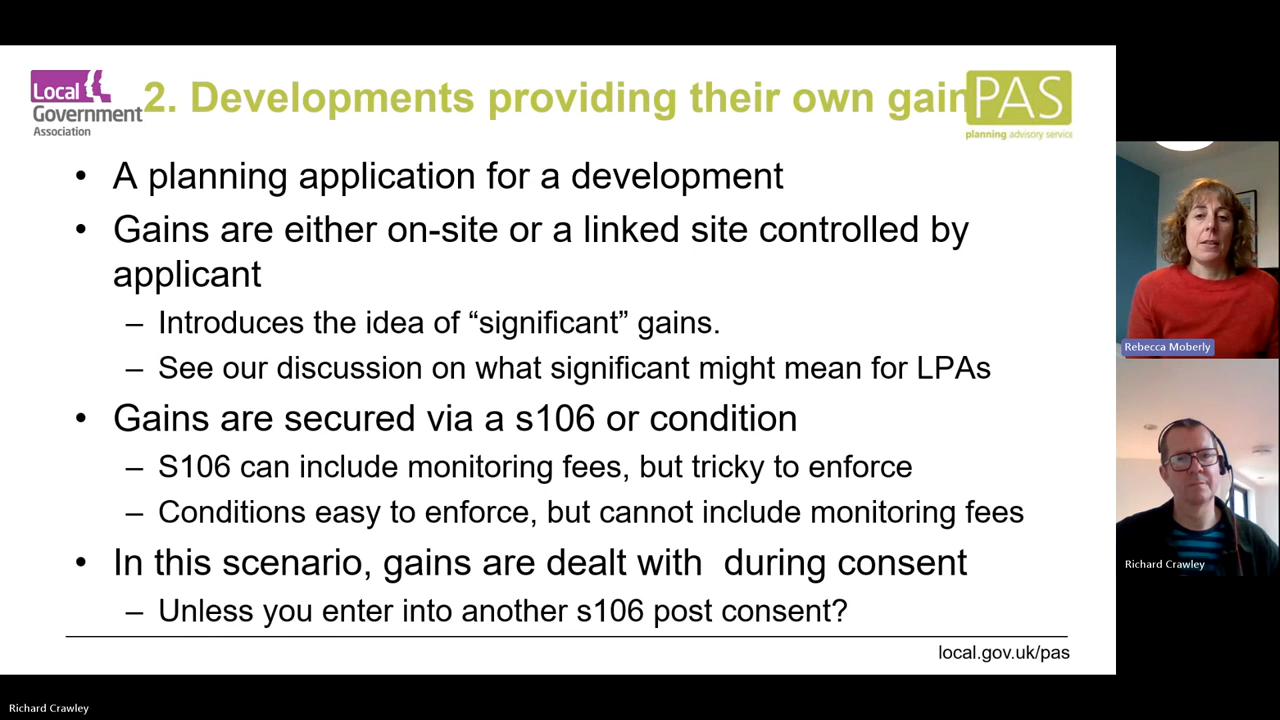 Local
Government
Association
2. Developments providing their own gain
PAS
planning advisory service
• A planning application for a development
• Gains are either on-site or a linked site controlled by
applicant
– Introduces the idea of “significant” gains.
– See our discussion on what significant might mean for LPAs
• Gains are secured via a s106 or condition
– S106 can include monitoring fees, but tricky to enforce
– Conditions easy to enforce, but cannot include monitoring fees
• In this scenario, gains are dealt with  during consent
– Unless you enter into another s106 post consent?
local.gov.uk/pas
Rebecca Moberly
Richard Crawley
Richard Crawley